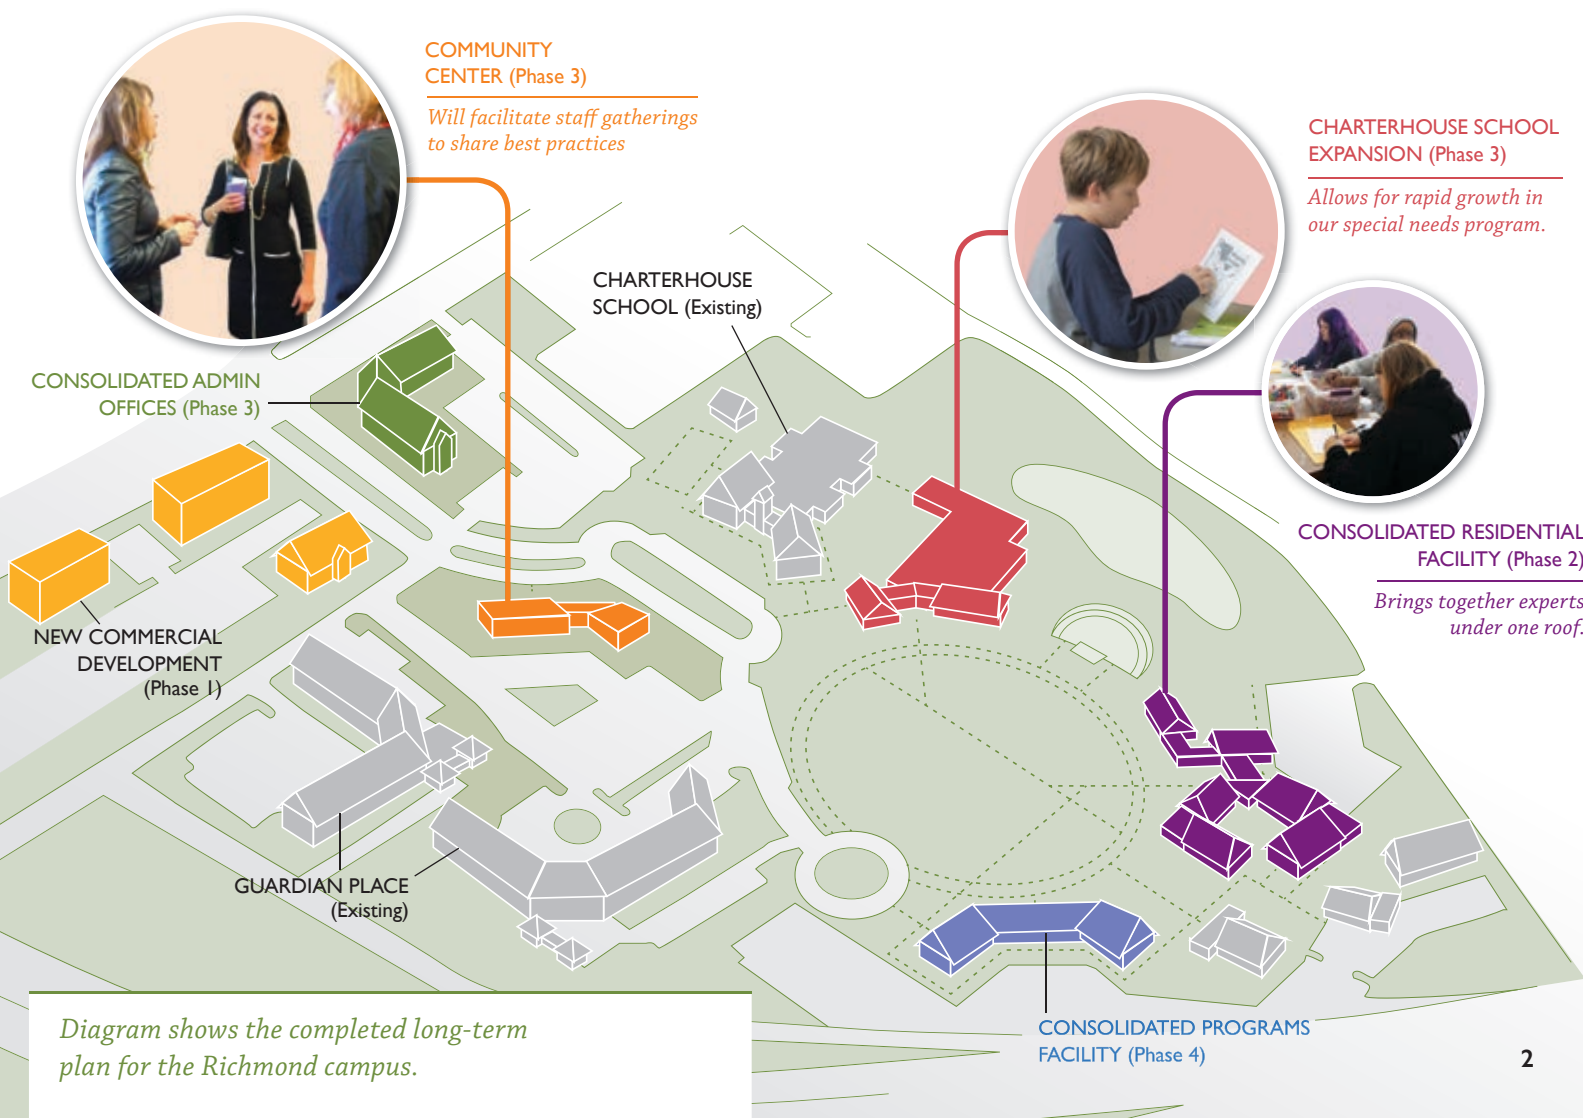 COMMUNITY
CENTER (Phase 3)
Will facilitate staff gatherings
to share best practices
CHARTERHOUSE SCHOOL
EXPANSION (Phase 3)
Allows for rapid growth in
our special needs program.
CHARTERHOUSE
SCHOOL (Existing)
CONSOLIDATED ADMIN
OFFICES (Phase 3)
CONSOLIDATED RESIDENTIAL
FACILITY (Phase 2)
Brings together experts
under one roof.
NEW COMMERCIAL
DEVELOPMENT
(Phase 1)
GUARDIAN PLACE
(Existing)
CONSOLIDATED PROGRAMS
FACILITY (Phase 4)
Diagram shows the completed long-term
plan for the Richmond campus.
2